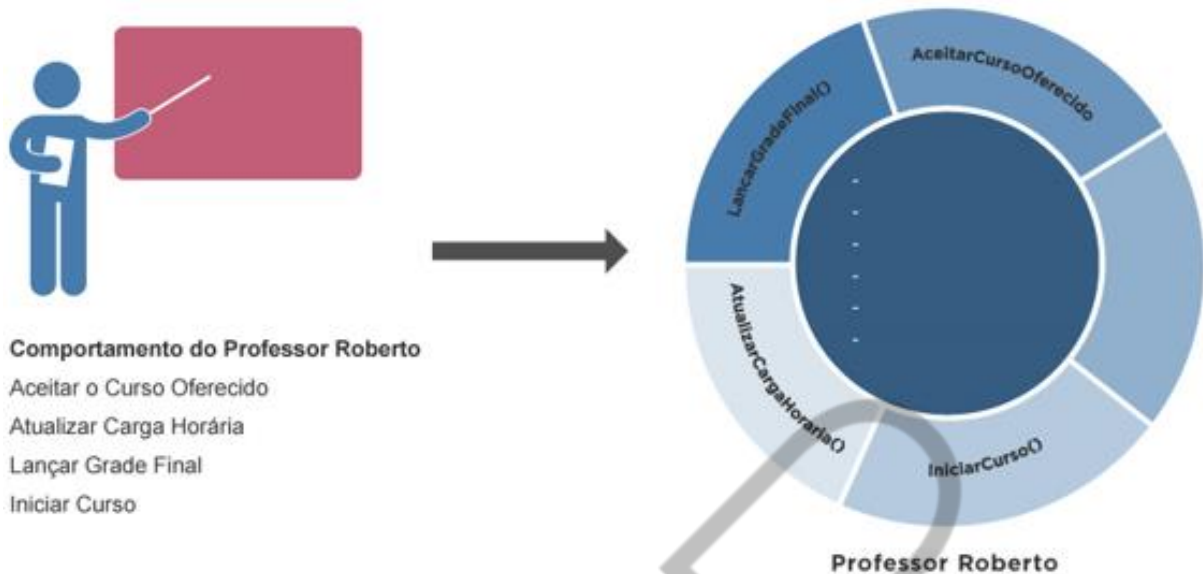 Comportamento do Professor Roberto
Aceitar o Curso Oferecido
Atualizar Carga Horária
Lançar Grade Final
Iniciar Curso
LancarGradeFinal()
AceitarCursoOferecido
AtualizarCargaHoraria()
IniciarCurso()
Professor Roberto